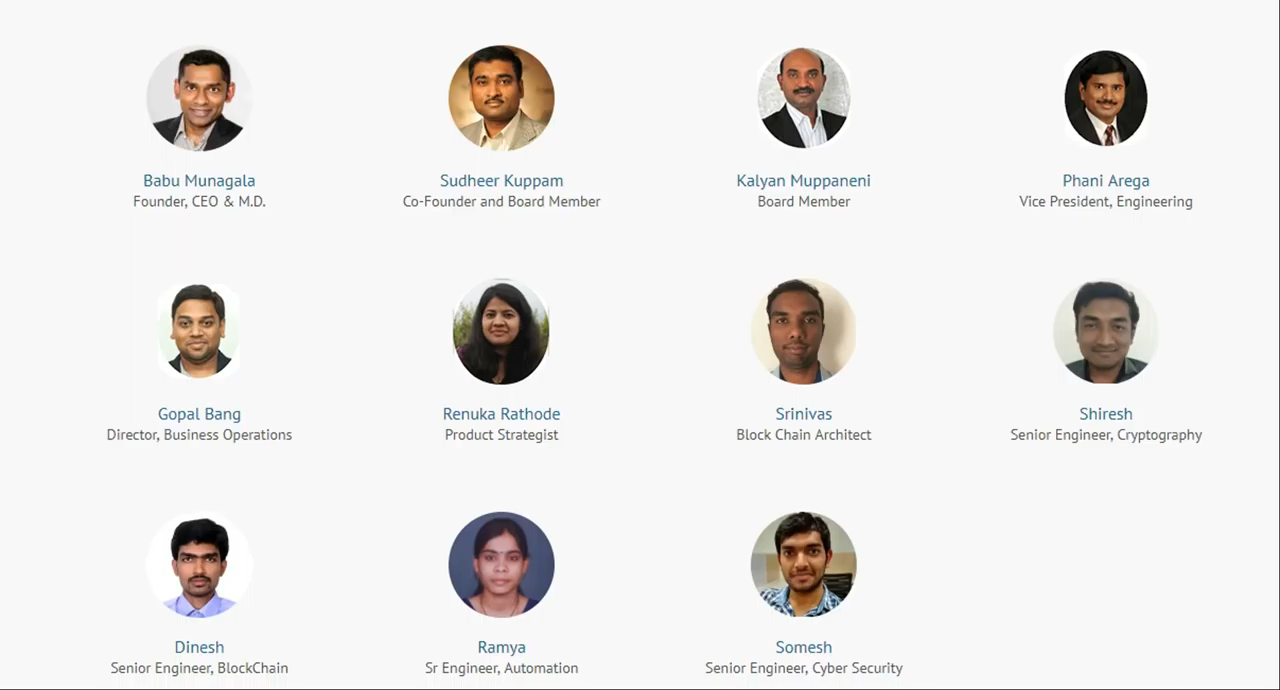 Babu Munagala
Founder, CEO & M.D.
Sudheer Kuppam
Co-Founder and Board Member
Kalyan Muppaneni
Board Member
Phani Arega
Vice President, Engineering
Gopal Bang
Director, Business Operations
Renuka Rathode
Product Strategist
Srinivas
Block Chain Architect
Shiresh
Senior Engineer, Cryptography
Dinesh
Senior Engineer, BlockChain
Ramya
Sr Engineer, Automation
Somesh
Senior Engineer, Cyber Security